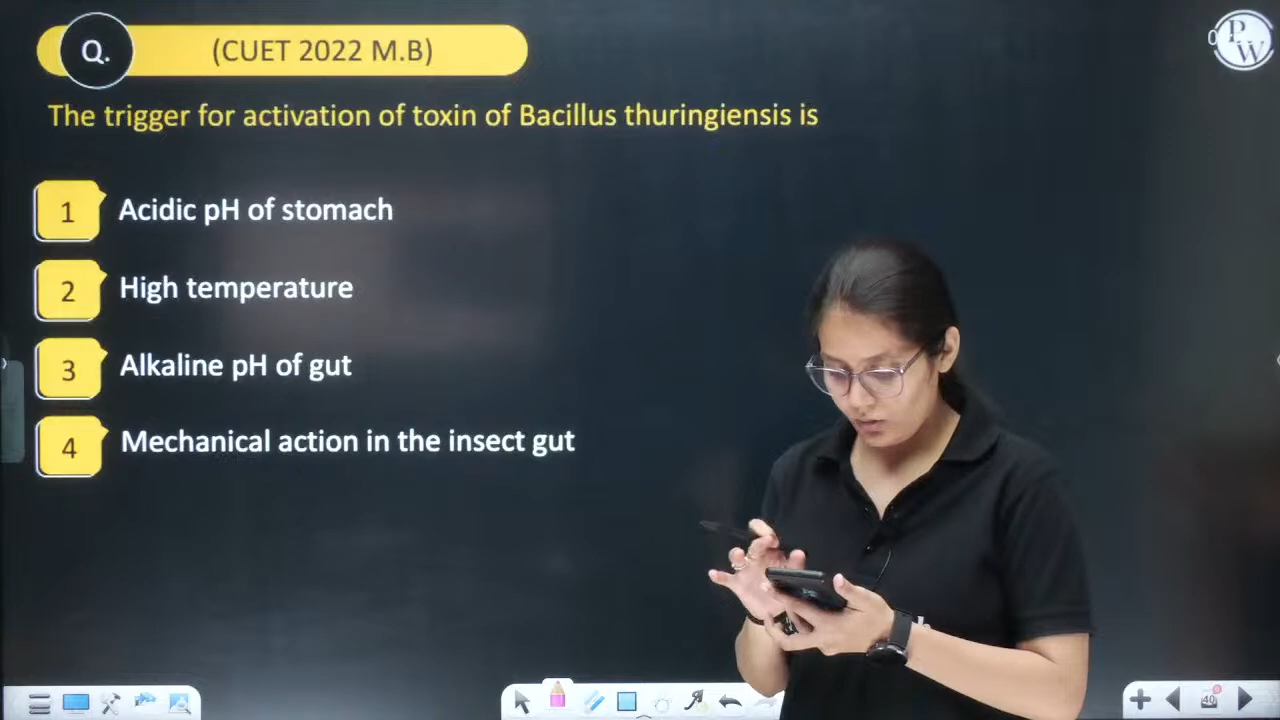 Q.
(CUET 2022 M.B)
The trigger for activation of toxin of Bacillus thuringiensis is
1
Acidic pH of stomach
2
High temperature
3
Alkaline pH of gut
4
Mechanical action in the insect gut
P
W
40